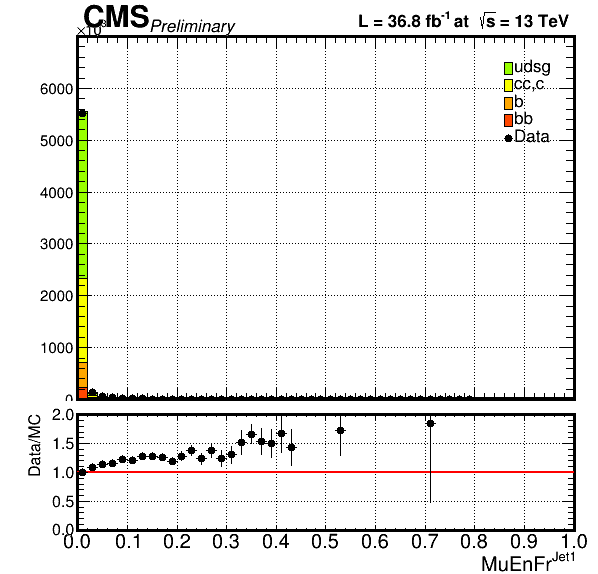 CMS Preliminary L = 36.8 fb⁻¹ at √s = 13 TeV
×10³
udsg
cc,c
b
bb
Data
6000
5000
4000
3000
2000
1000
0
Data/MC
2.0
1.5
1.0
0.5
0.0
0.0 0.1 0.2 0.3 0.4 0.5 0.6 0.7 0.8 0.9 1.0
MuEnFr^Jet1